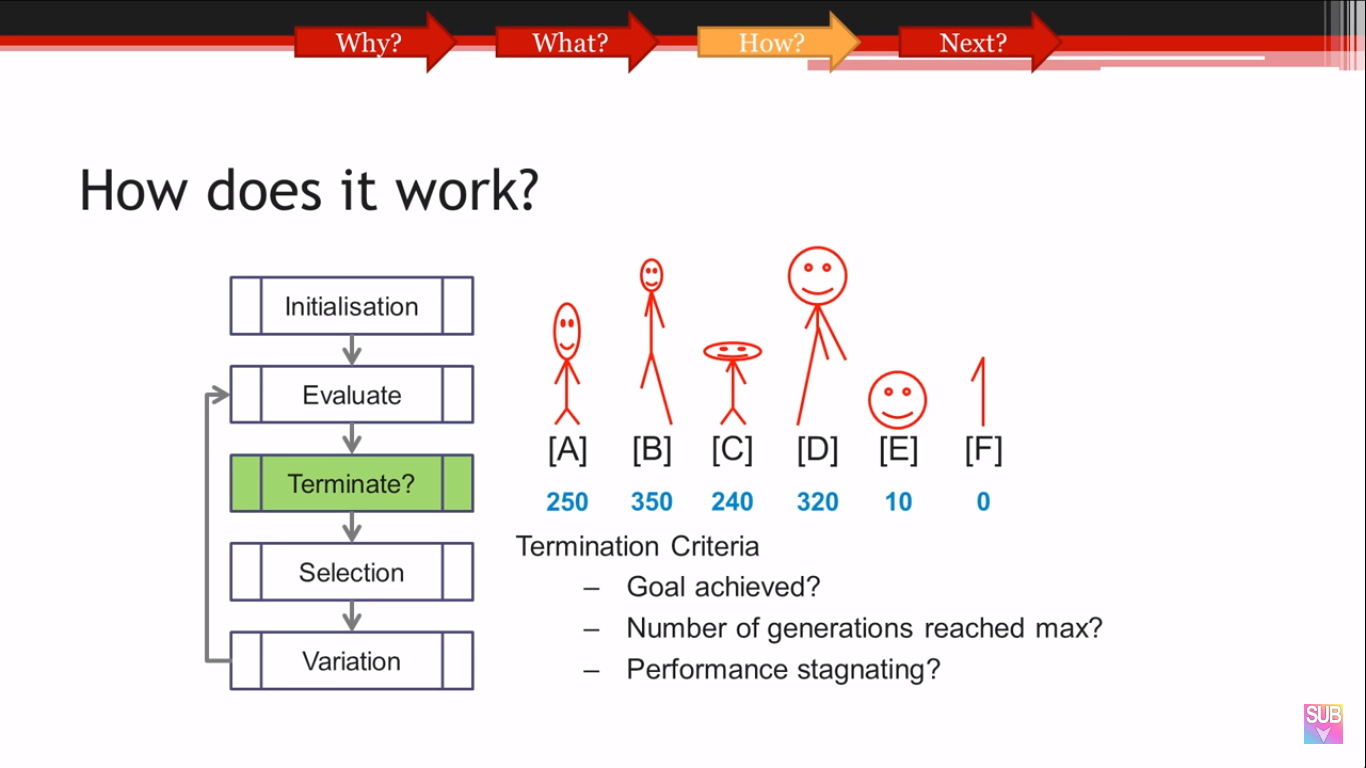 Why?
What?
How?
Next?
How does it work?
Initialisation
Evaluate
Terminate?
Selection
Variation
[A] [B] [C] [D] [E] [F]
250 350 240 320 10 0
Termination Criteria
– Goal achieved?
– Number of generations reached max?
– Performance stagnating?
SUB